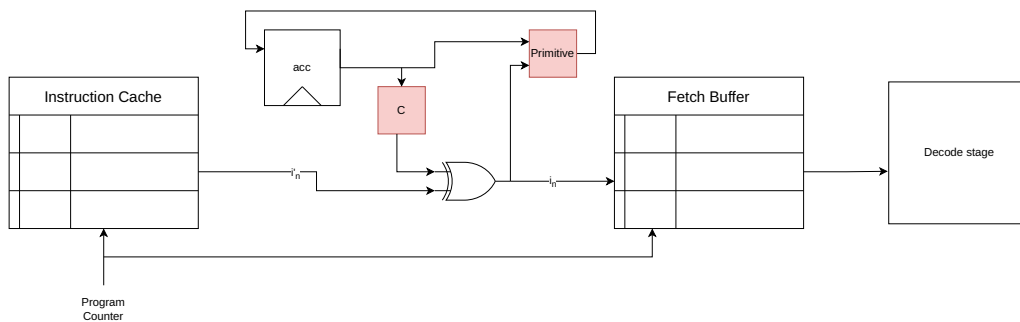 Primitive
acc
Instruction Cache
C
Fetch Buffer
Decode stage
i'n
in
Program
Counter